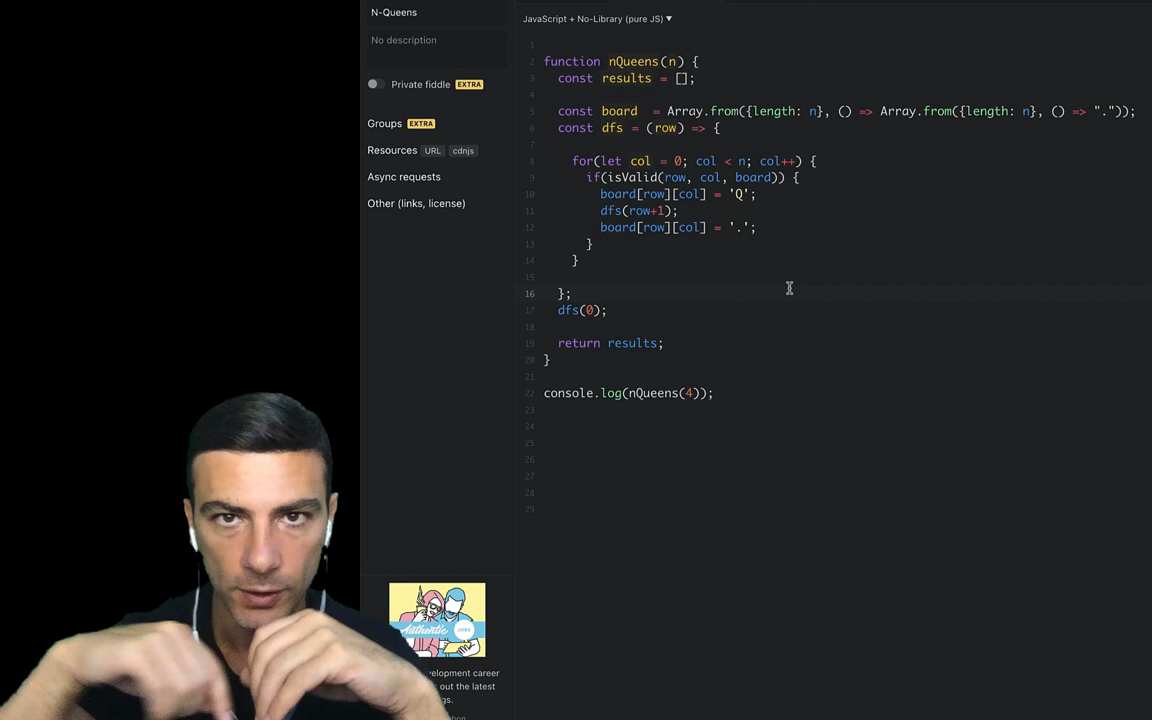 N-Queens
No description
Private fiddle EXTRA
Groups EXTRA
Resources URL cdnjs
Async requests
Other (links, license)
Authentic JOBS
velopment career
out the latest
gs.
JavaScript + No-Library (pure JS) ▼
1
2 function nQueens(n) {
3 const results = [];
4
5 const board  = Array.from({length: n}, () => Array.from({length: n}, () => "."));
6 const dfs = (row) => {
7
8 for(let col = 0; col < n; col++) {
9 if(isValid(row, col, board)) {
10 board[row][col] = 'Q';
11 dfs(row+1);
12 board[row][col] = '.';
13 }
14 }
15
16 };
17 dfs(0);
18
19 return results;
20 }
21
22 console.log(nQueens(4));
23
24
25
26
27
28
29